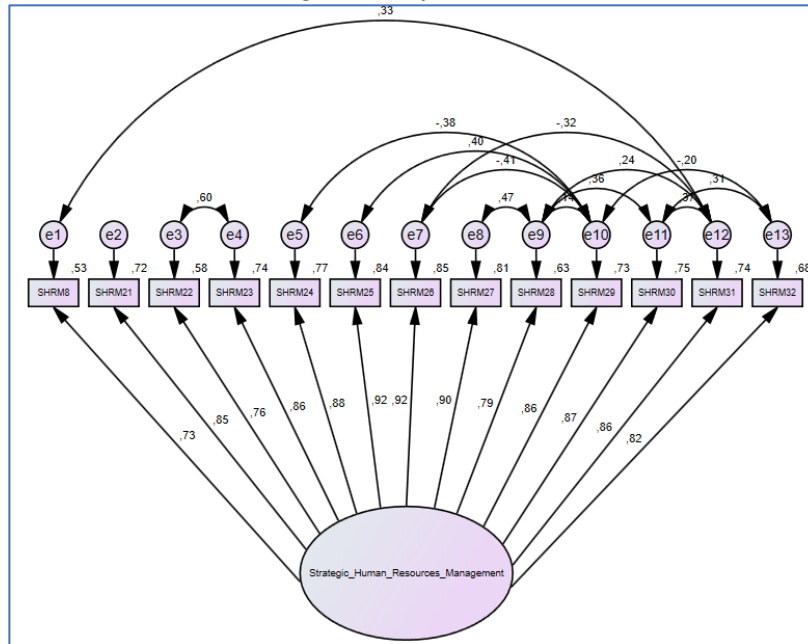 ,33
-,38
-,32
,40
-,41
,24
-,20
,36
,31
,60
,47
,14
,37
e1 e2 e3 e4 e5 e6 e7 e8 e9 e10 e11 e12 e13
,53 ,72 ,58 ,74 ,77 ,84 ,85 ,81 ,63 ,73 ,75 ,74 ,68
SHRM8 SHRM21 SHRM22 SHRM23 SHRM24 SHRM25 SHRM26 SHRM27 SHRM28 SHRM29 SHRM30 SHRM31 SHRM32
,73 ,85 ,76 ,86 ,88 ,92 ,92 ,90 ,79 ,86 ,87 ,86 ,82
Strategic_Human_Resources_Management